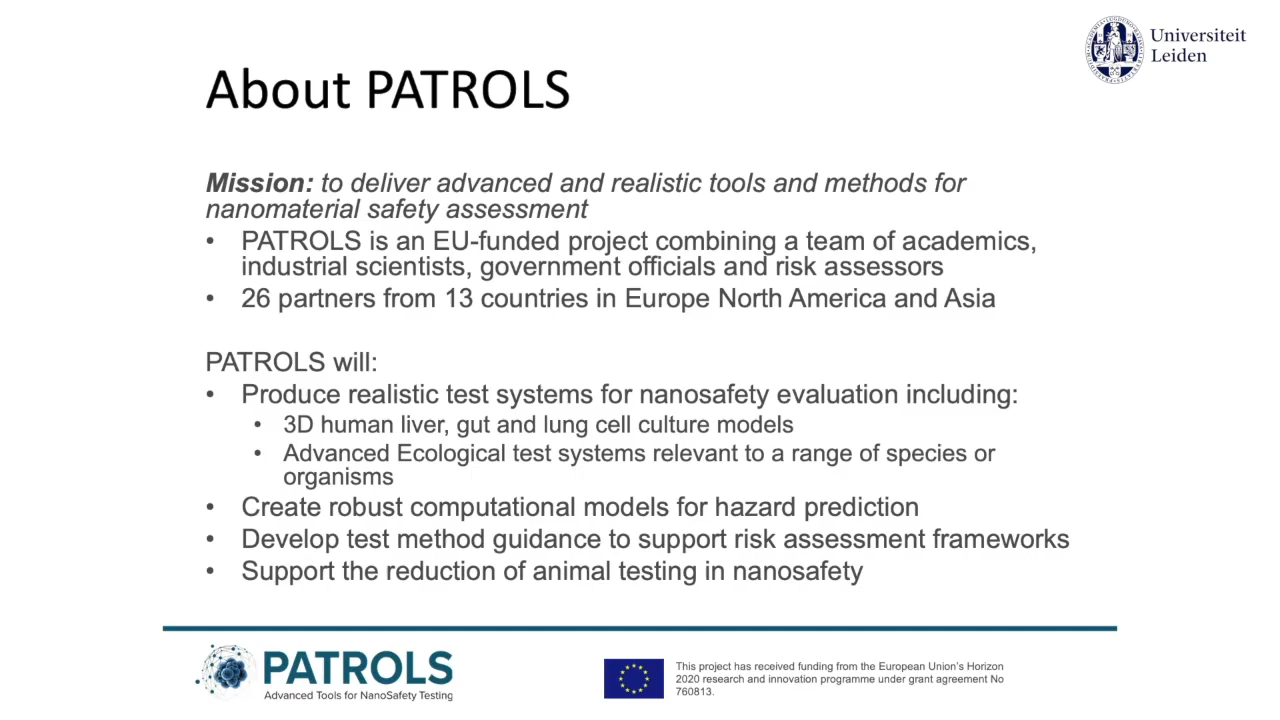 Universiteit
Leiden
About PATROLS
Mission: to deliver advanced and realistic tools and methods for
nanomaterial safety assessment
• PATROLS is an EU-funded project combining a team of academics,
industrial scientists, government officials and risk assessors
• 26 partners from 13 countries in Europe North America and Asia
PATROLS will:
• Produce realistic test systems for nanosafety evaluation including:
• 3D human liver, gut and lung cell culture models
• Advanced Ecological test systems relevant to a range of species or
organisms
• Create robust computational models for hazard prediction
• Develop test method guidance to support risk assessment frameworks
• Support the reduction of animal testing in nanosafety
PATROLS
Advanced Tools for NanoSafety Testing
This project has received funding from the European Union's Horizon
2020 research and innovation programme under grant agreement No
760813.